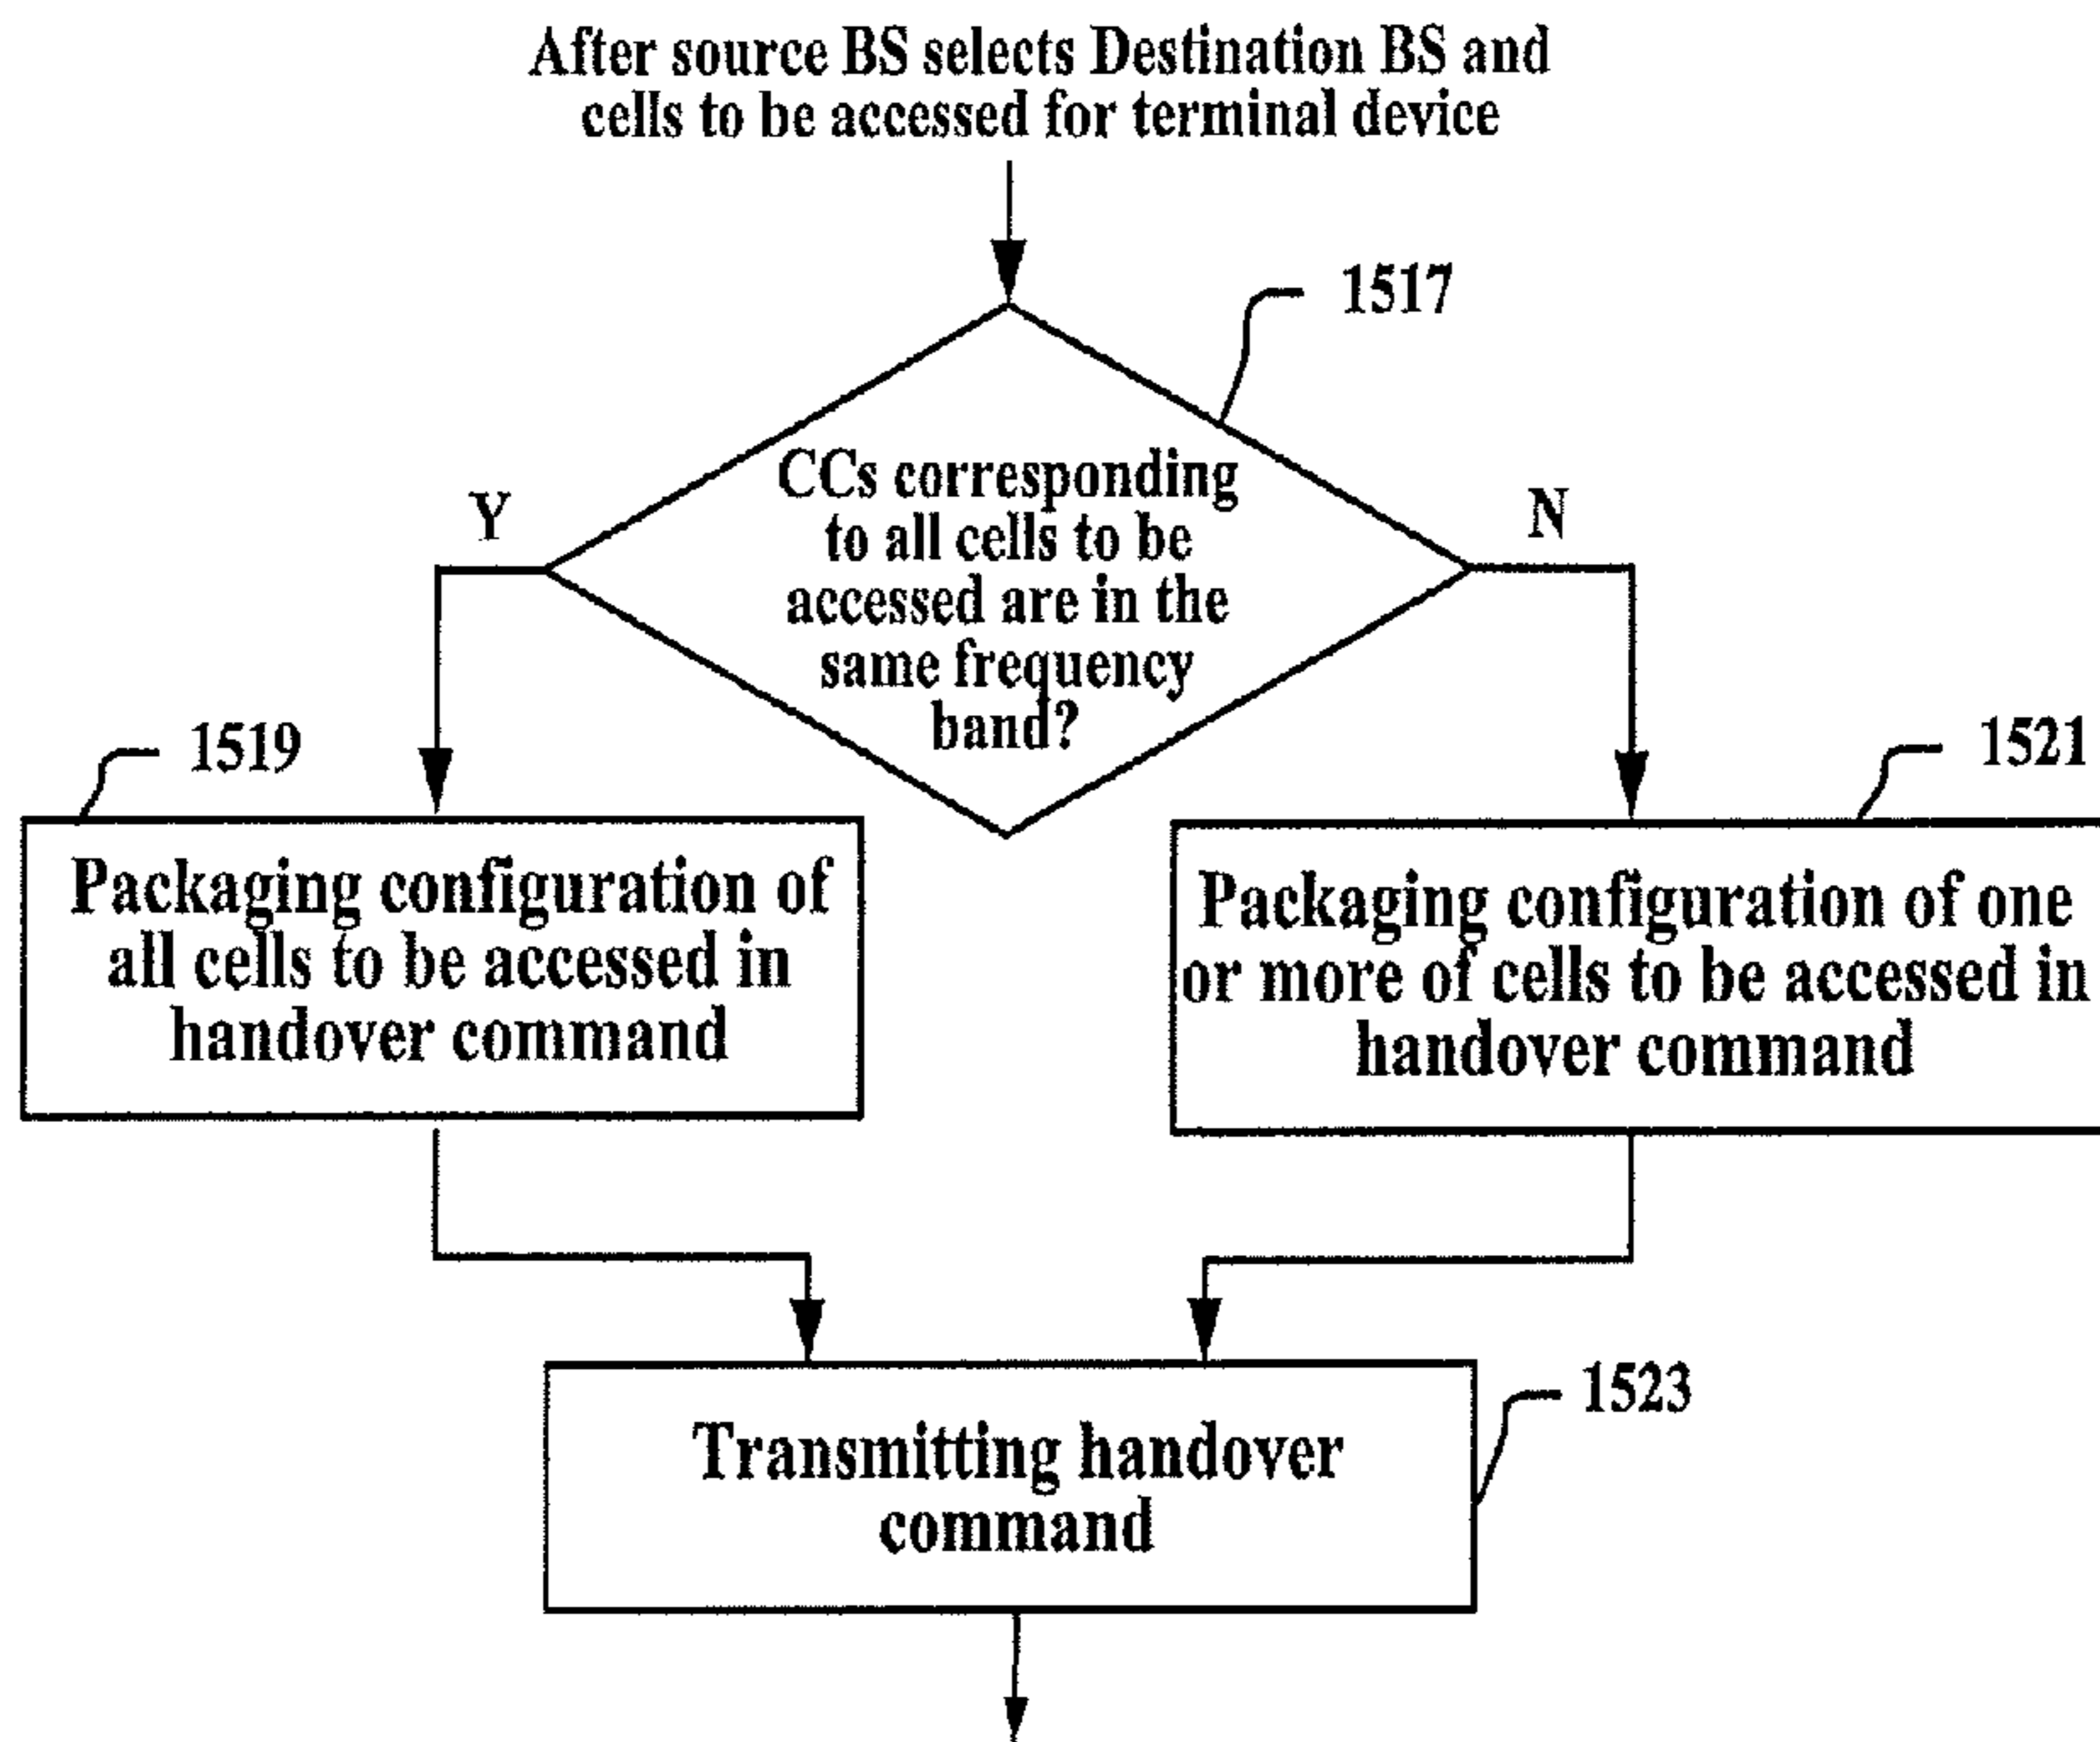 After source BS selects Destination BS and
cells to be accessed for terminal device
1517
CCs corresponding
to all cells to be
accessed are in the
same frequency
band?
Y
N
1519
1521
Packaging configuration of
all cells to be accessed in
handover command
Packaging configuration of one
or more of cells to be accessed in
handover command
1523
Transmitting handover
command